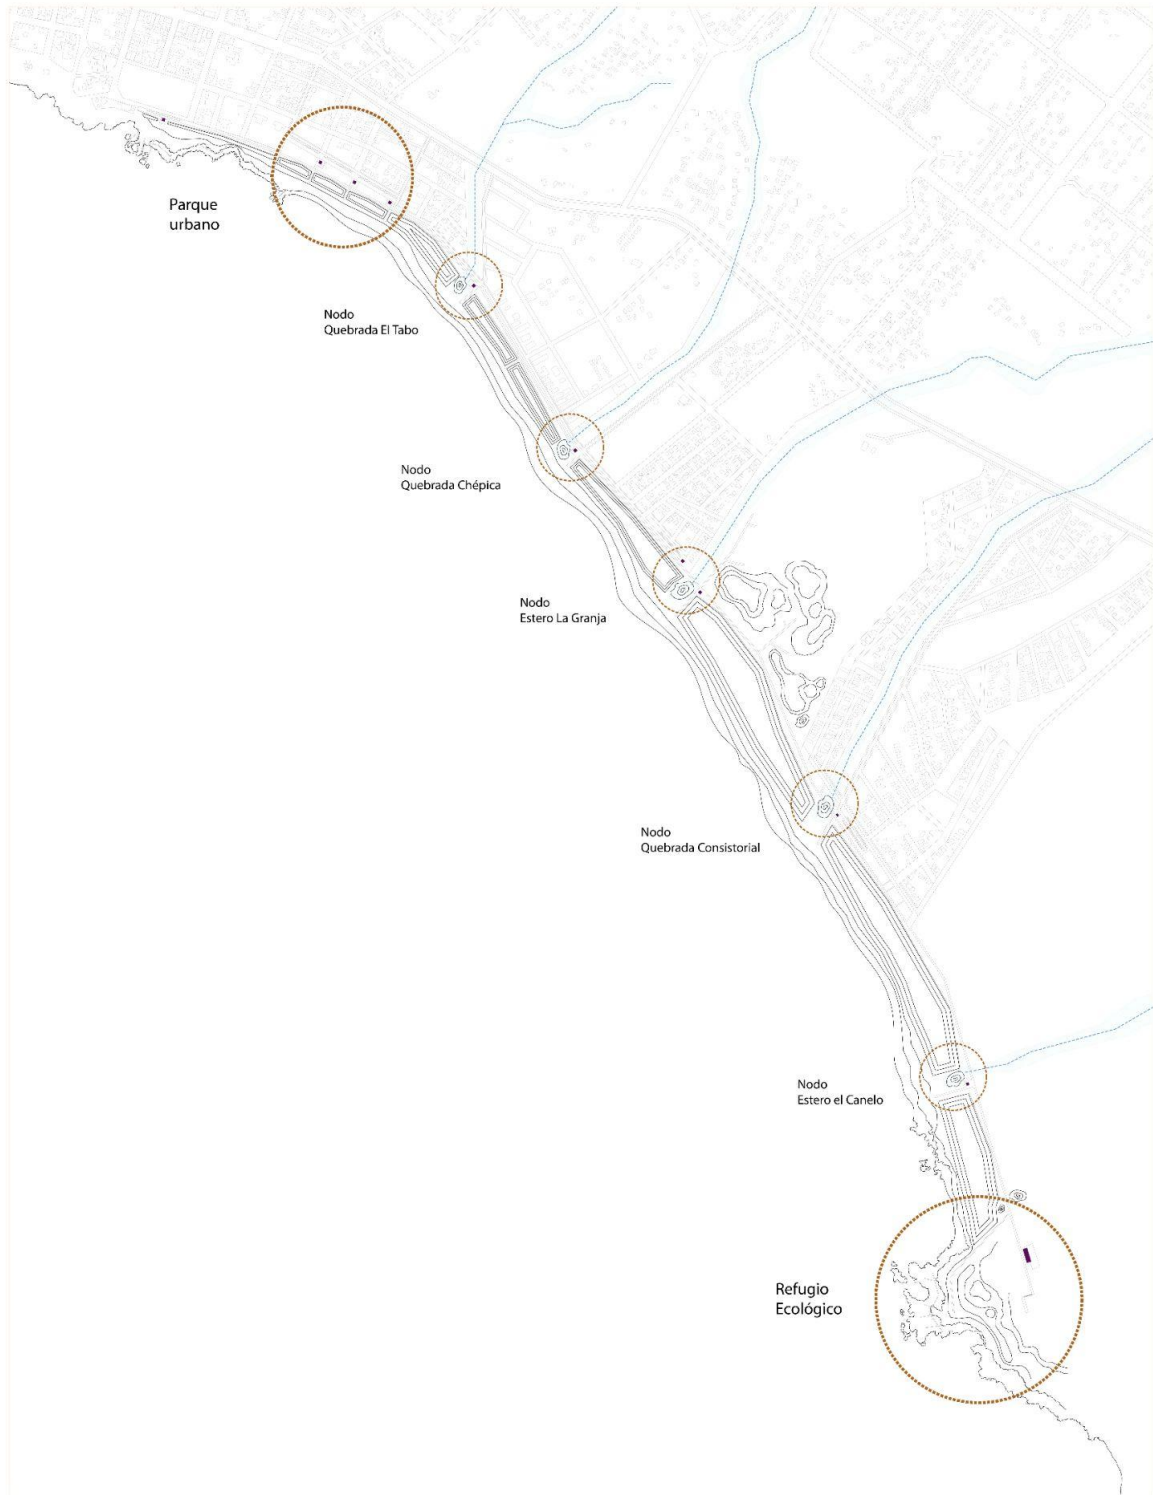 Parque
urbano
Nodo
Quebrada El Tabo
Nodo
Quebrada Chépica
Nodo
Estero La Granja
Nodo
Quebrada Consistorial
Nodo
Estero el Canelo
Refugio
Ecológico